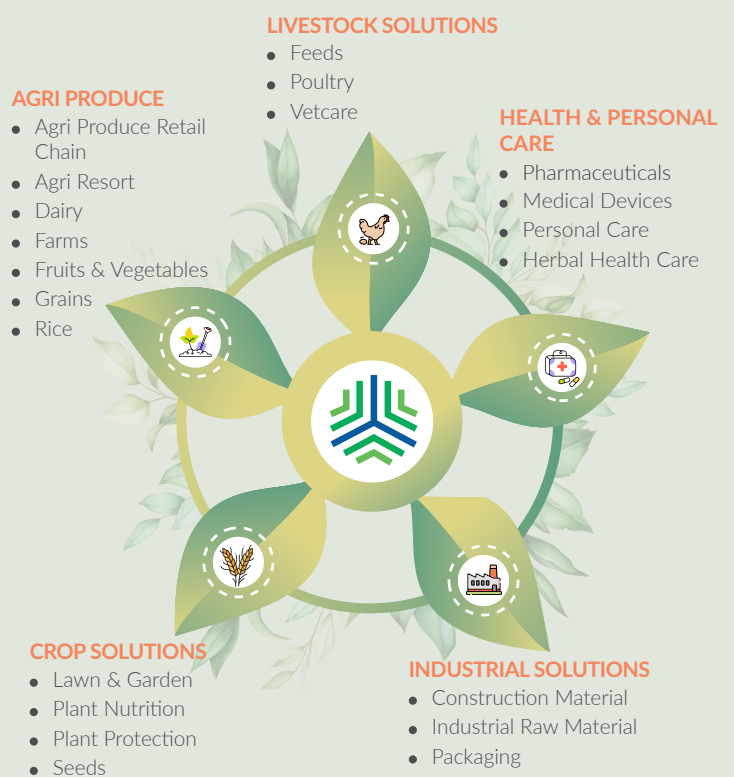 LIVESTOCK SOLUTIONS
Feeds
Poultry
Vetcare
AGRI PRODUCE
Agri Produce Retail
Chain
Agri Resort
Dairy
Farms
Fruits & Vegetables
Grains
Rice
HEALTH & PERSONAL
CARE
Pharmaceuticals
Medical Devices
Personal Care
Herbal Health Care
CROP SOLUTIONS
Lawn & Garden
Plant Nutrition
Plant Protection
Seeds
INDUSTRIAL SOLUTIONS
Construction Material
Industrial Raw Material
Packaging